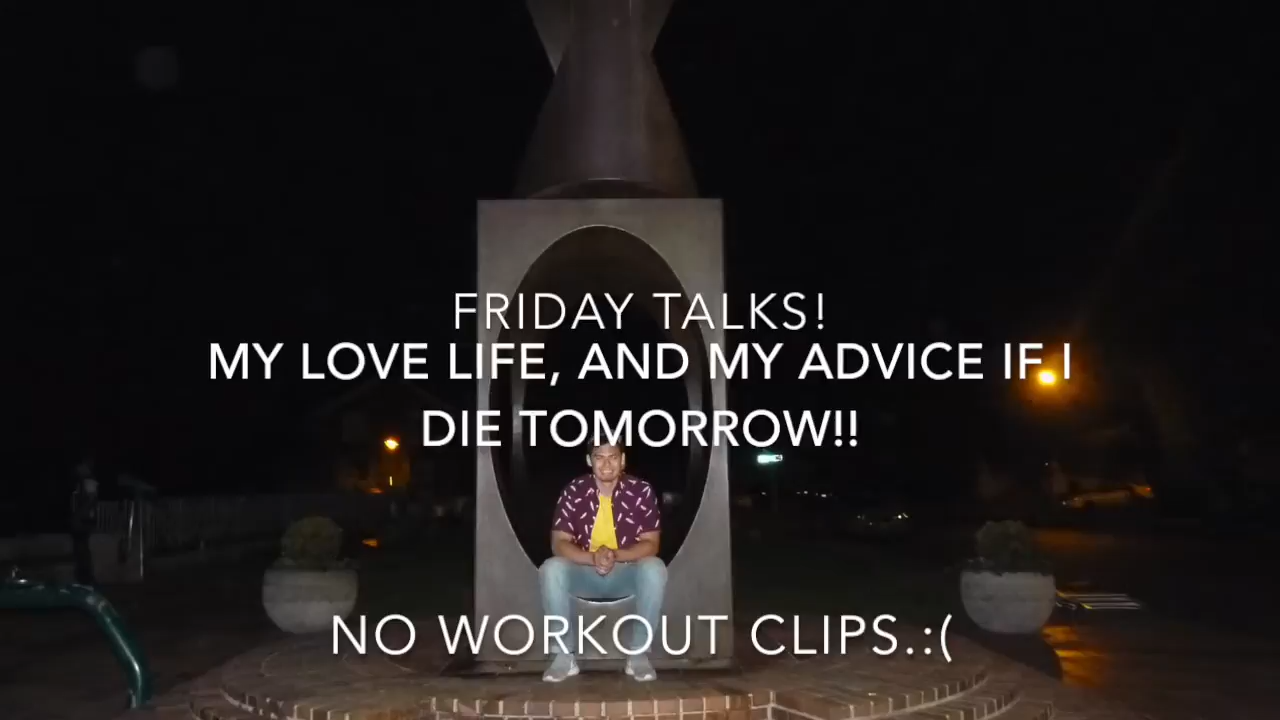 FRIDAY TALKS!
MY LOVE LIFE, AND MY ADVICE IF I
DIE TOMORROW!!
NO WORKOUT CLIPS.:(